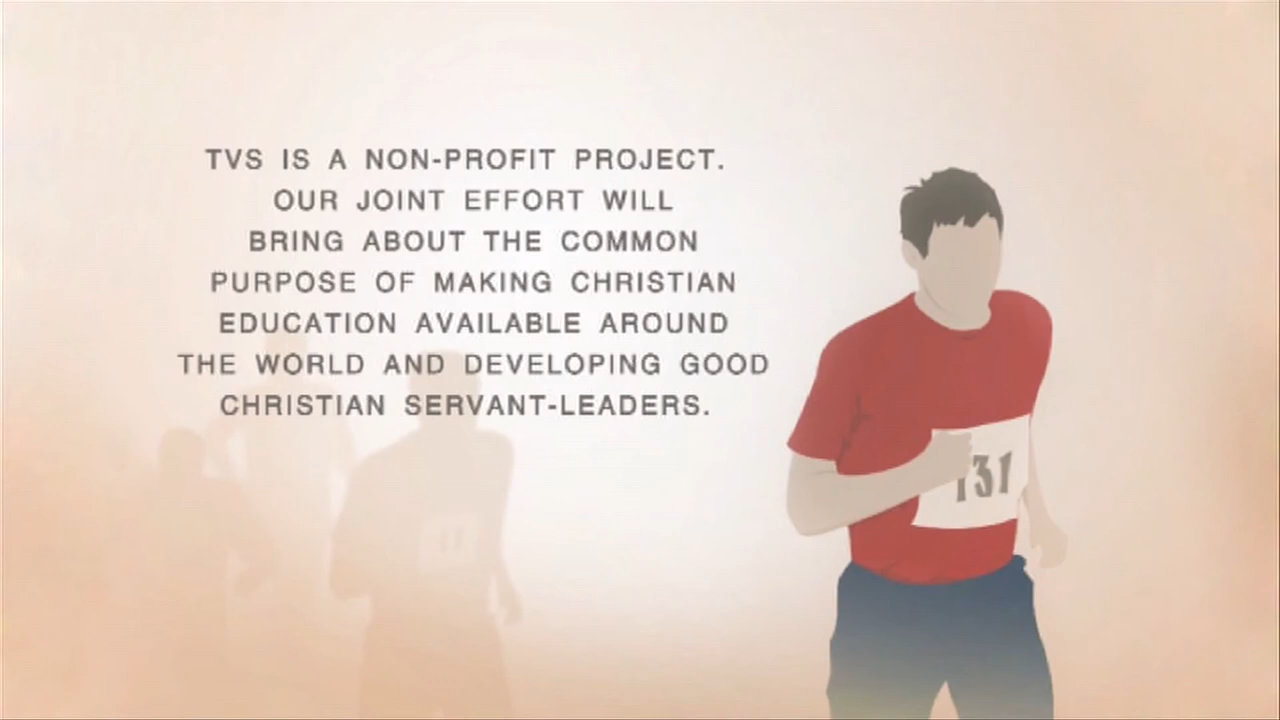 TVS IS A NON-PROFIT PROJECT.
OUR JOINT EFFORT WILL
BRING ABOUT THE COMMON
PURPOSE OF MAKING CHRISTIAN
EDUCATION AVAILABLE AROUND
THE WORLD AND DEVELOPING GOOD
CHRISTIAN SERVANT-LEADERS.
131